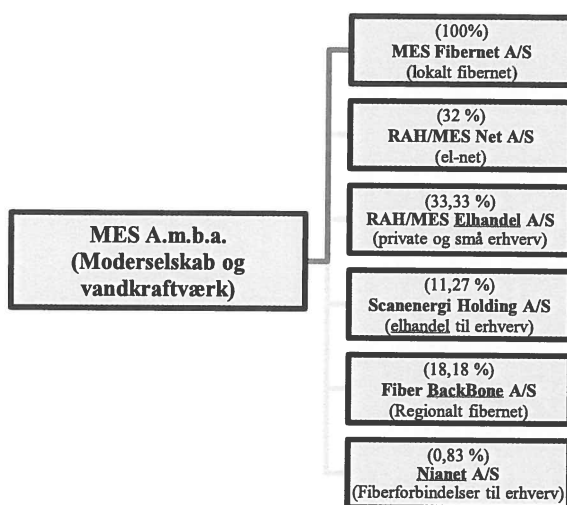 MES A.m.b.a.
(Moderselskab og
vandkraftværk)
(100%)
MES Fibernet A/S
(lokalt fibernet)
(32 %)
RAH/MES Net A/S
(el-net)
(33,33 %)
RAH/MES Elhandel A/S
(private og små erhverv)
(11,27 %)
Scanenergi Holding A/S
(elhandel til erhverv)
(18,18 %)
Fiber BackBone A/S
(Regionalt fibernet)
(0,83 %)
Nianet A/S
(Fiberforbindelser til erhverv)